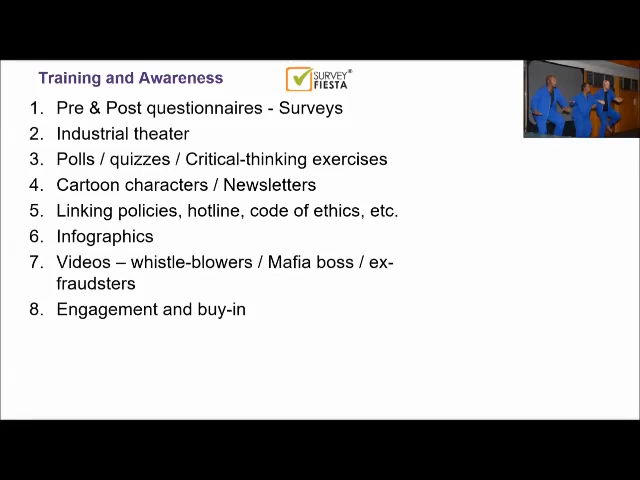 Training and Awareness
SURVEY®
FIESTA
1. Pre & Post questionnaires - Surveys
2. Industrial theater
3. Polls / quizzes / Critical-thinking exercises
4. Cartoon characters / Newsletters
5. Linking policies, hotline, code of ethics, etc.
6. Infographics
7. Videos – whistle-blowers / Mafia boss / ex-
fraudsters
8. Engagement and buy-in